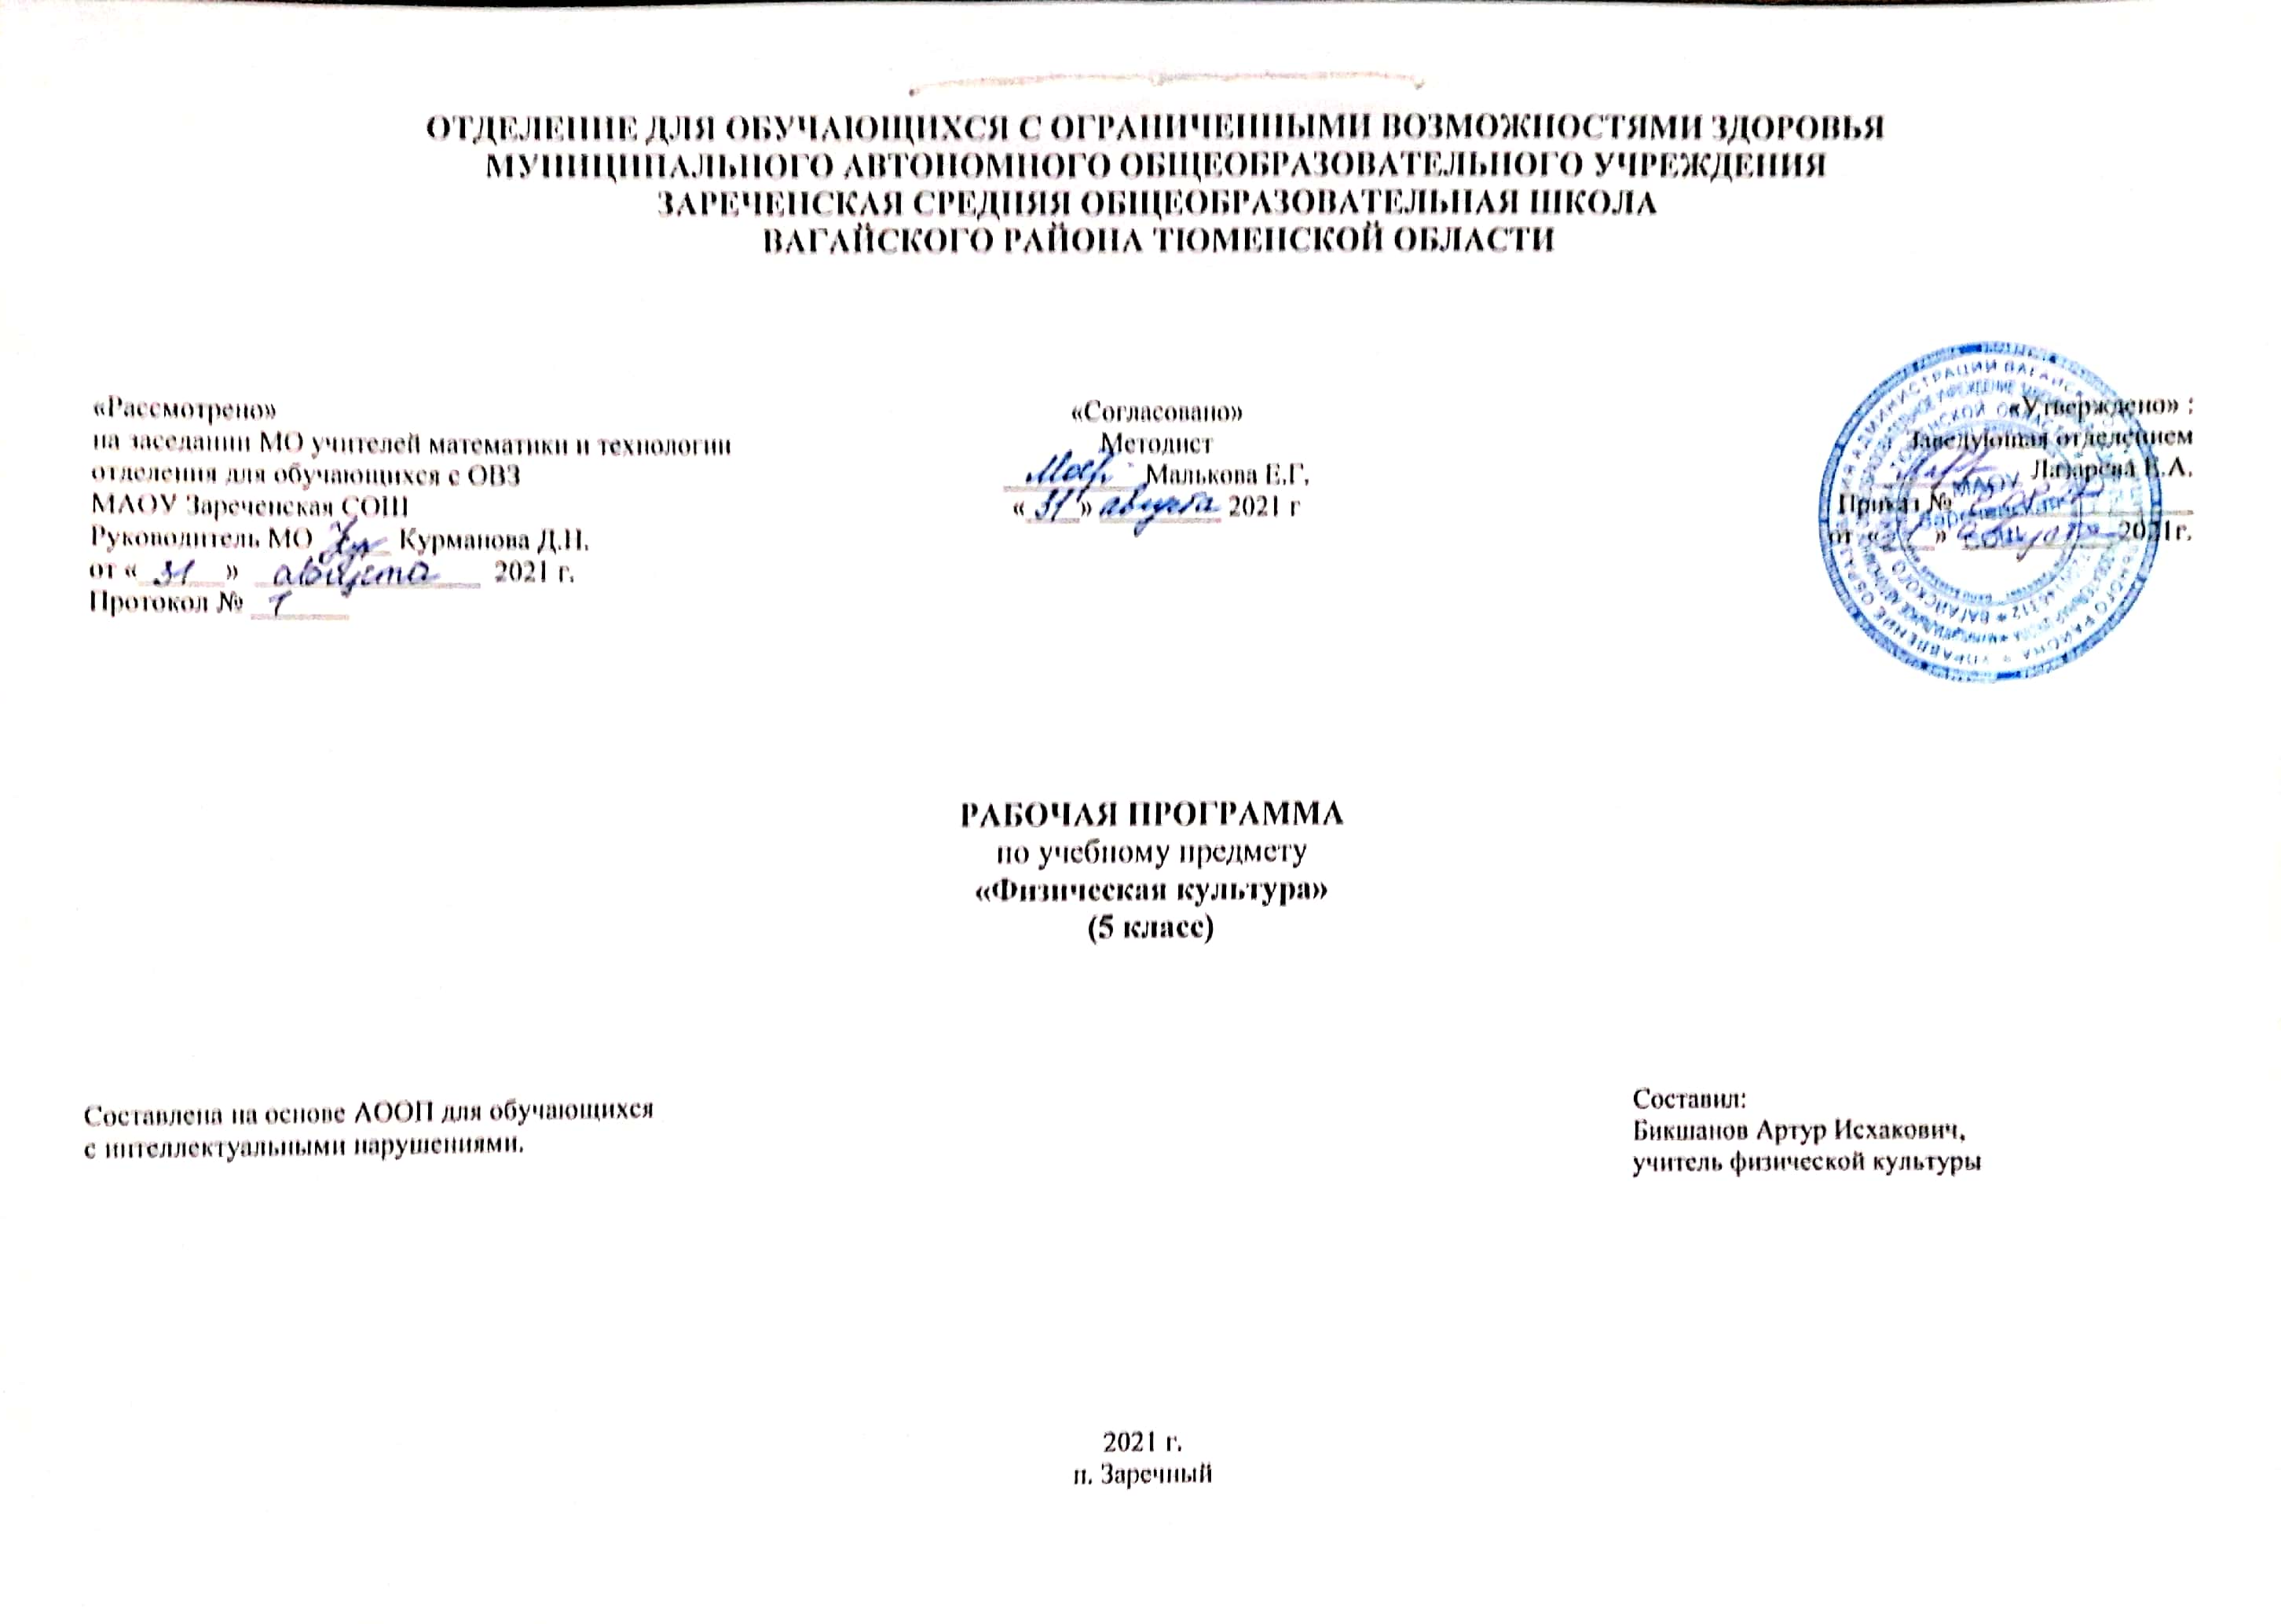 ОТДЕЛЕНИЕ ДЛЯ ОБУЧАЮЩИХСЯ С ОГРАНИЧЕННЫМИ ВОЗМОЖНОСТЯМИ ЗДОРОВЬЯ
МУНИЦИПАЛЬНОГО АВТОНОМНОГО ОБЩЕОБРАЗОВАТЕЛЬНОГО УЧРЕЖДЕНИЯ
ЗАРЕЧЕНСКАЯ СРЕДНЯЯ ОБЩЕОБРАЗОВАТЕЛЬНАЯ ШКОЛА
ВАГАЙСКОГО РАЙОНА ТЮМЕНСКОЙ ОБЛАСТИ
«Рассмотрено»
на заседании МО учителей математики и технологии
отделения для обучающихся с ОВЗ
МАОУ Зареченская СОШ
Руководитель МО Курманова Д.Н.
от « 31 » августа 2021 г.
Протокол № 1
«Согласовано»
Методист
Малькова Е.Г.
« 31 » августа 2021 г
«Утверждено» :
Заведующая отделением
Лазарева
Приказ №
от « » 2021г.
РАБОЧАЯ ПРОГРАММА
по учебному предмету
«Физическая культура»
(5 класс)
Составлена на основе АООП для обучающихся
с интеллектуальными нарушениями.
Составил:
Бикшанов Артур Исхакович,
учитель физической культуры
2021 г.
п. Заречный